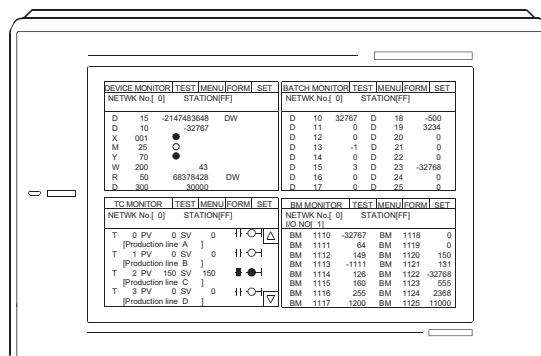 DEVICE MONITOR TEST MENU FORM SET
NETWK No.[ 0] STATION[FF]
D 15 -2147483648 DW
D 10 -32767
X 001 ●
M 25 ○
Y 70 ●
W 200 43
R 50 68378428 DW
D 300 30000
BATCH MONITOR TEST MENU FORM SET
NETWK No.[ 0] STATION[FF]
D 10 32767 D 18 -500
D 11 0 D 19 3234
D 12 0 D 20 0
D 13 -1 D 21 0
D 14 0 D 22 0
D 15 3 D 23 -32768
D 16 0 D 24 0
D 17 0 D 25 0
TC MONITOR TEST MENU FORM SET
NETWK No.[ 0] STATION[FF]
T 0 PV 0 SV 0
[Production line A ]
T 1 PV 0 SV 0
[Production line B ]
T 2 PV 150 SV 150
[Production line C ]
T 3 PV 0 SV 0
[Production line D ]
BM MONITOR TEST MENU FORM SET
NETWK No.[ 0] STATION[FF]
I/O NO[ 1]
BM 1110 -32767 BM 1118 0
BM 1111 64 BM 1119 0
BM 1112 149 BM 1120 150
BM 1113 -1111 BM 1121 131
BM 1114 126 BM 1122 -32768
BM 1115 160 BM 1123 555
BM 1116 255 BM 1124 2368
BM 1117 1200 BM 1125 11000